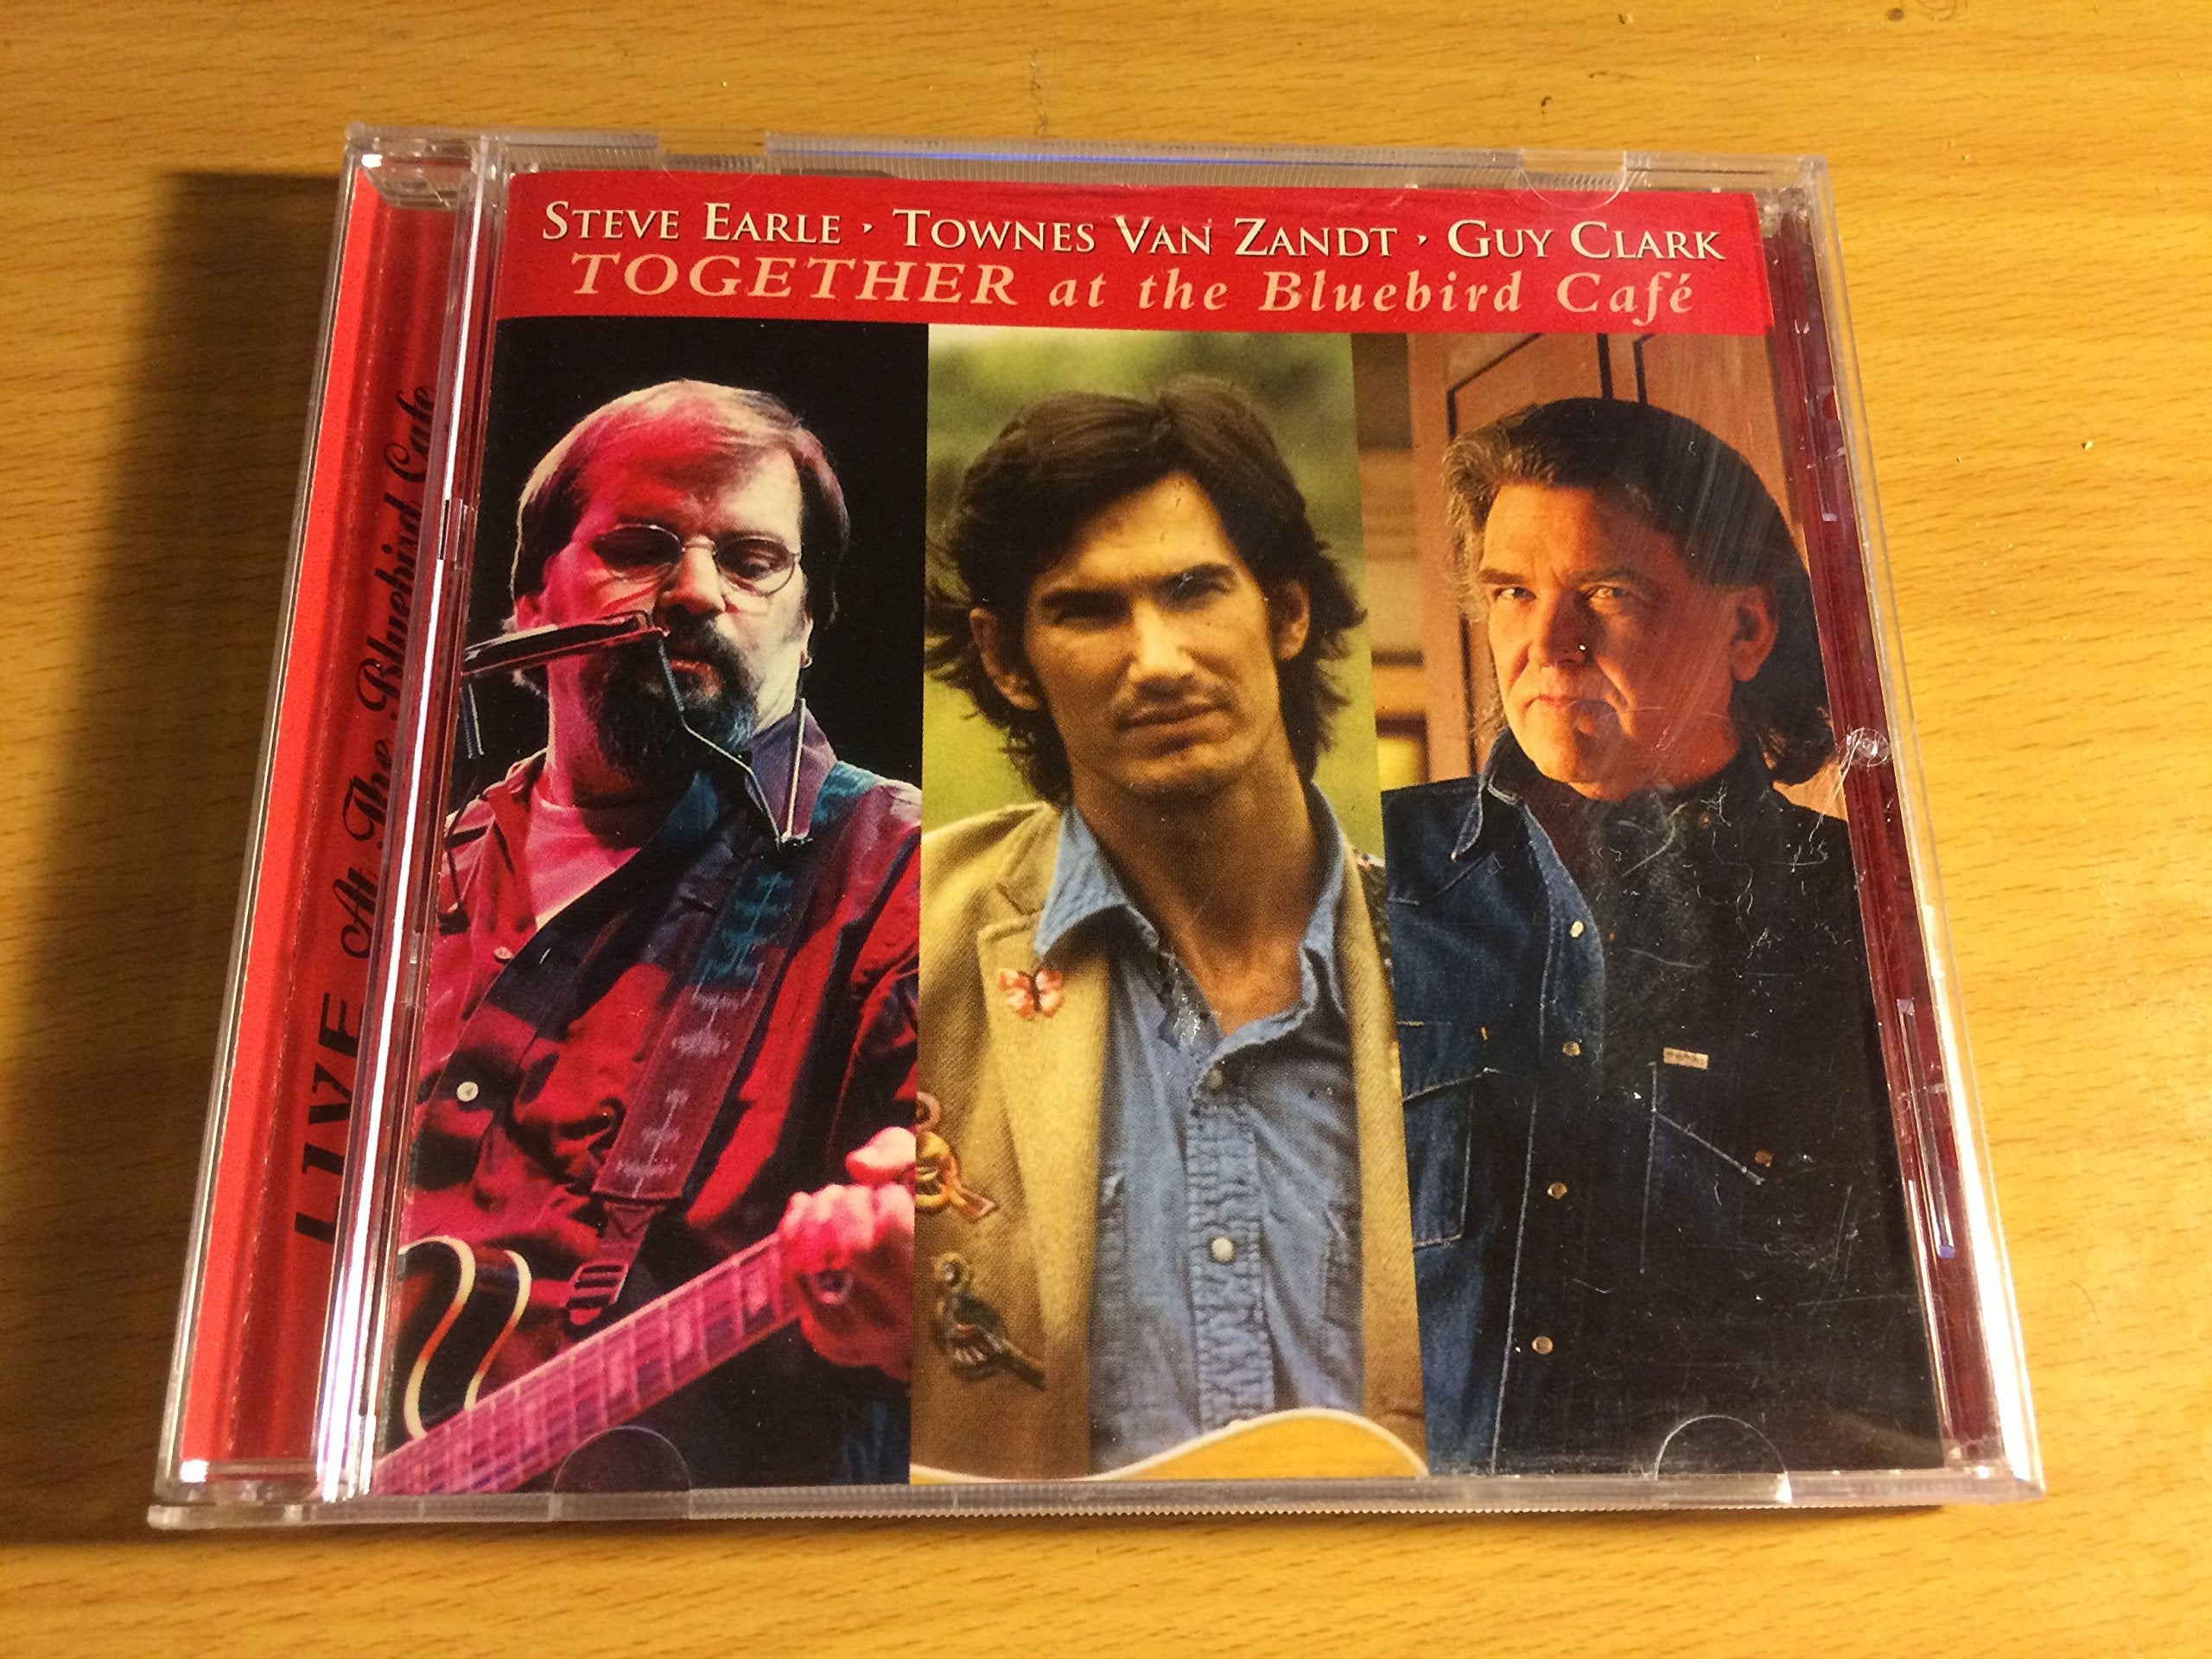 STEVE EARLE · TOWNES VAN ZANDT · GUY CLARK
TOGETHER at the Bluebird Café
LIVE At The Bluebird Cafe